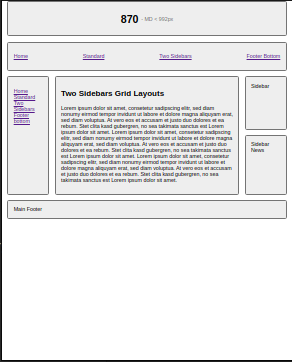 870 - MD < 992px
Home Standard Two Sidebars Footer Bottom
Home
Standard
Two
Sidebars
Footer
bottom
Two Sidebars Grid Layouts
Lorem ipsum dolor sit amet, consetetur sadipscing elitr, sed diam
nonumy eirmod tempor invidunt ut labore et dolore magna aliquyam erat,
sed diam voluptua. At vero eos et accusam et justo duo dolores et ea
rebum. Stet clita kasd gubergren, no sea takimata sanctus est Lorem
ipsum dolor sit amet. Lorem ipsum dolor sit amet, consetetur sadipscing
elitr, sed diam nonumy eirmod tempor invidunt ut labore et dolore magna
aliquyam erat, sed diam voluptua. At vero eos et accusam et justo duo
dolores et ea rebum. Stet clita kasd gubergren, no sea takimata sanctus
est Lorem ipsum dolor sit amet. Lorem ipsum dolor sit amet, consetetur
sadipscing elitr, sed diam nonumy eirmod tempor invidunt ut labore et
dolore magna aliquyam erat, sed diam voluptua. At vero eos et accusam
et justo duo dolores et ea rebum. Stet clita kasd gubergren, no sea
takimata sanctus est Lorem ipsum dolor sit amet.
Sidebar
Sidebar
News
Main Footer